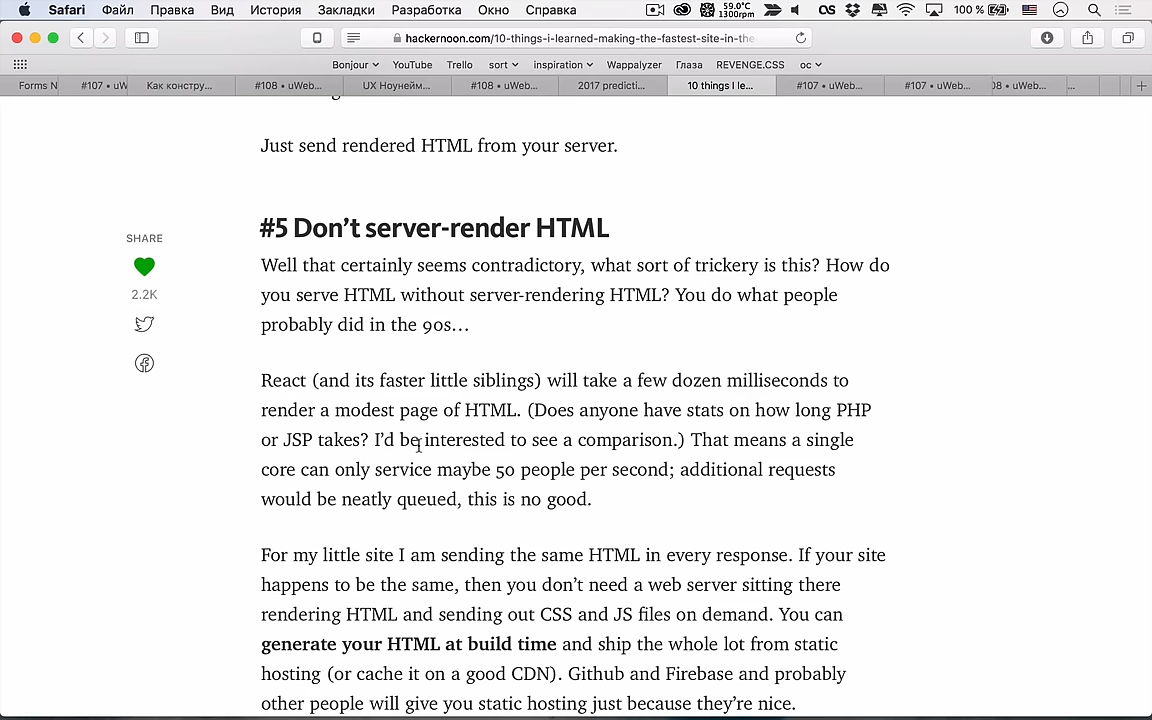 Safari Файл Правка Вид История Закладки Разработка Окно Справка 59.0°C 1300rpm 100 %
hackernoon.com/10-things-i-learned-making-the-fastest-site-in-the
Bonjour YouTube Trello sort inspiration Wappalyzer Глаза REVENGE.CSS oc
Forms N #107 • uW Как констру... #108 • uWeb... UX Ноунейм... #108 • uWeb... 2017 predicti... 10 things I le... #107 • uWeb... #107 • uWeb... 08 • uWeb... ...
Just send rendered HTML from your server.
#5 Don’t server-render HTML
SHARE
2.2K
Well that certainly seems contradictory, what sort of trickery is this? How do
you serve HTML without server-rendering HTML? You do what people
probably did in the 90s…
React (and its faster little siblings) will take a few dozen milliseconds to
render a modest page of HTML. (Does anyone have stats on how long PHP
or JSP takes? I’d be interested to see a comparison.) That means a single
core can only service maybe 50 people per second; additional requests
would be neatly queued, this is no good.
For my little site I am sending the same HTML in every response. If your site
happens to be the same, then you don’t need a web server sitting there
rendering HTML and sending out CSS and JS files on demand. You can
generate your HTML at build time and ship the whole lot from static
hosting (or cache it on a good CDN). Github and Firebase and probably
other people will give you static hosting just because they’re nice.